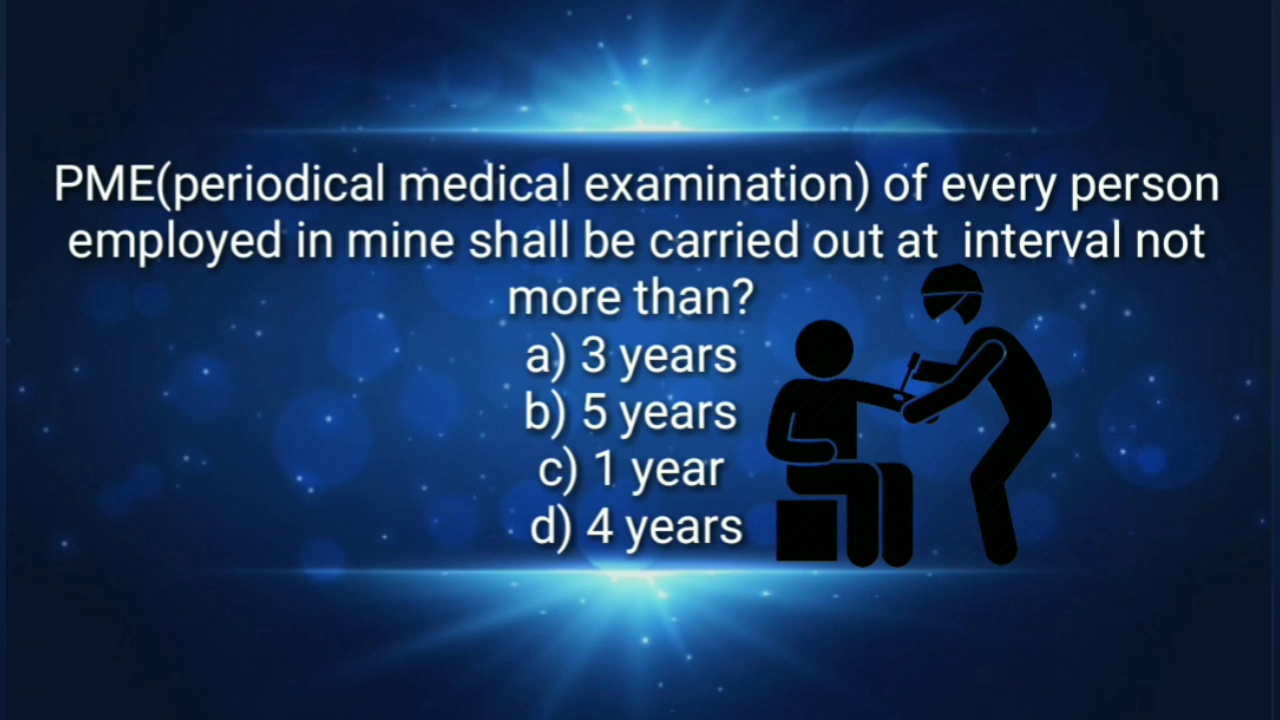 PME(periodical medical examination) of every person
employed in mine shall be carried out at  interval not
more than?
a) 3 years
b) 5 years
c) 1 year
d) 4 years